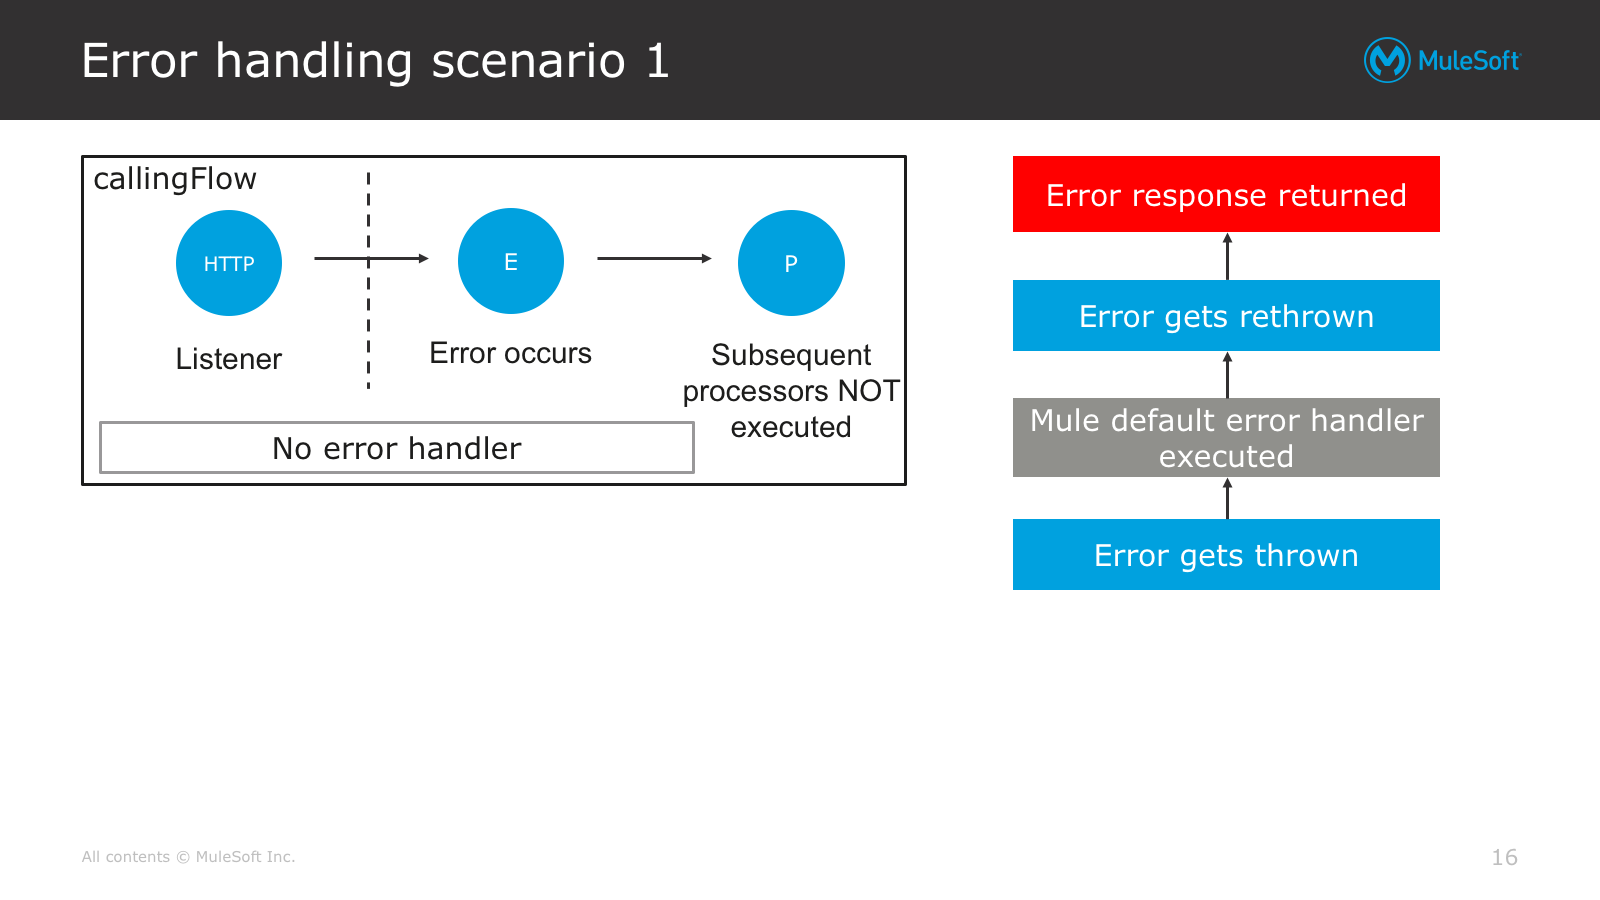 Error handling scenario 1
MuleSoft
callingFlow
HTTP
E
P
Listener
Error occurs
Subsequent
processors NOT
executed
No error handler
Error response returned
Error gets rethrown
Mule default error handler
executed
Error gets thrown
All contents © MuleSoft Inc.
16